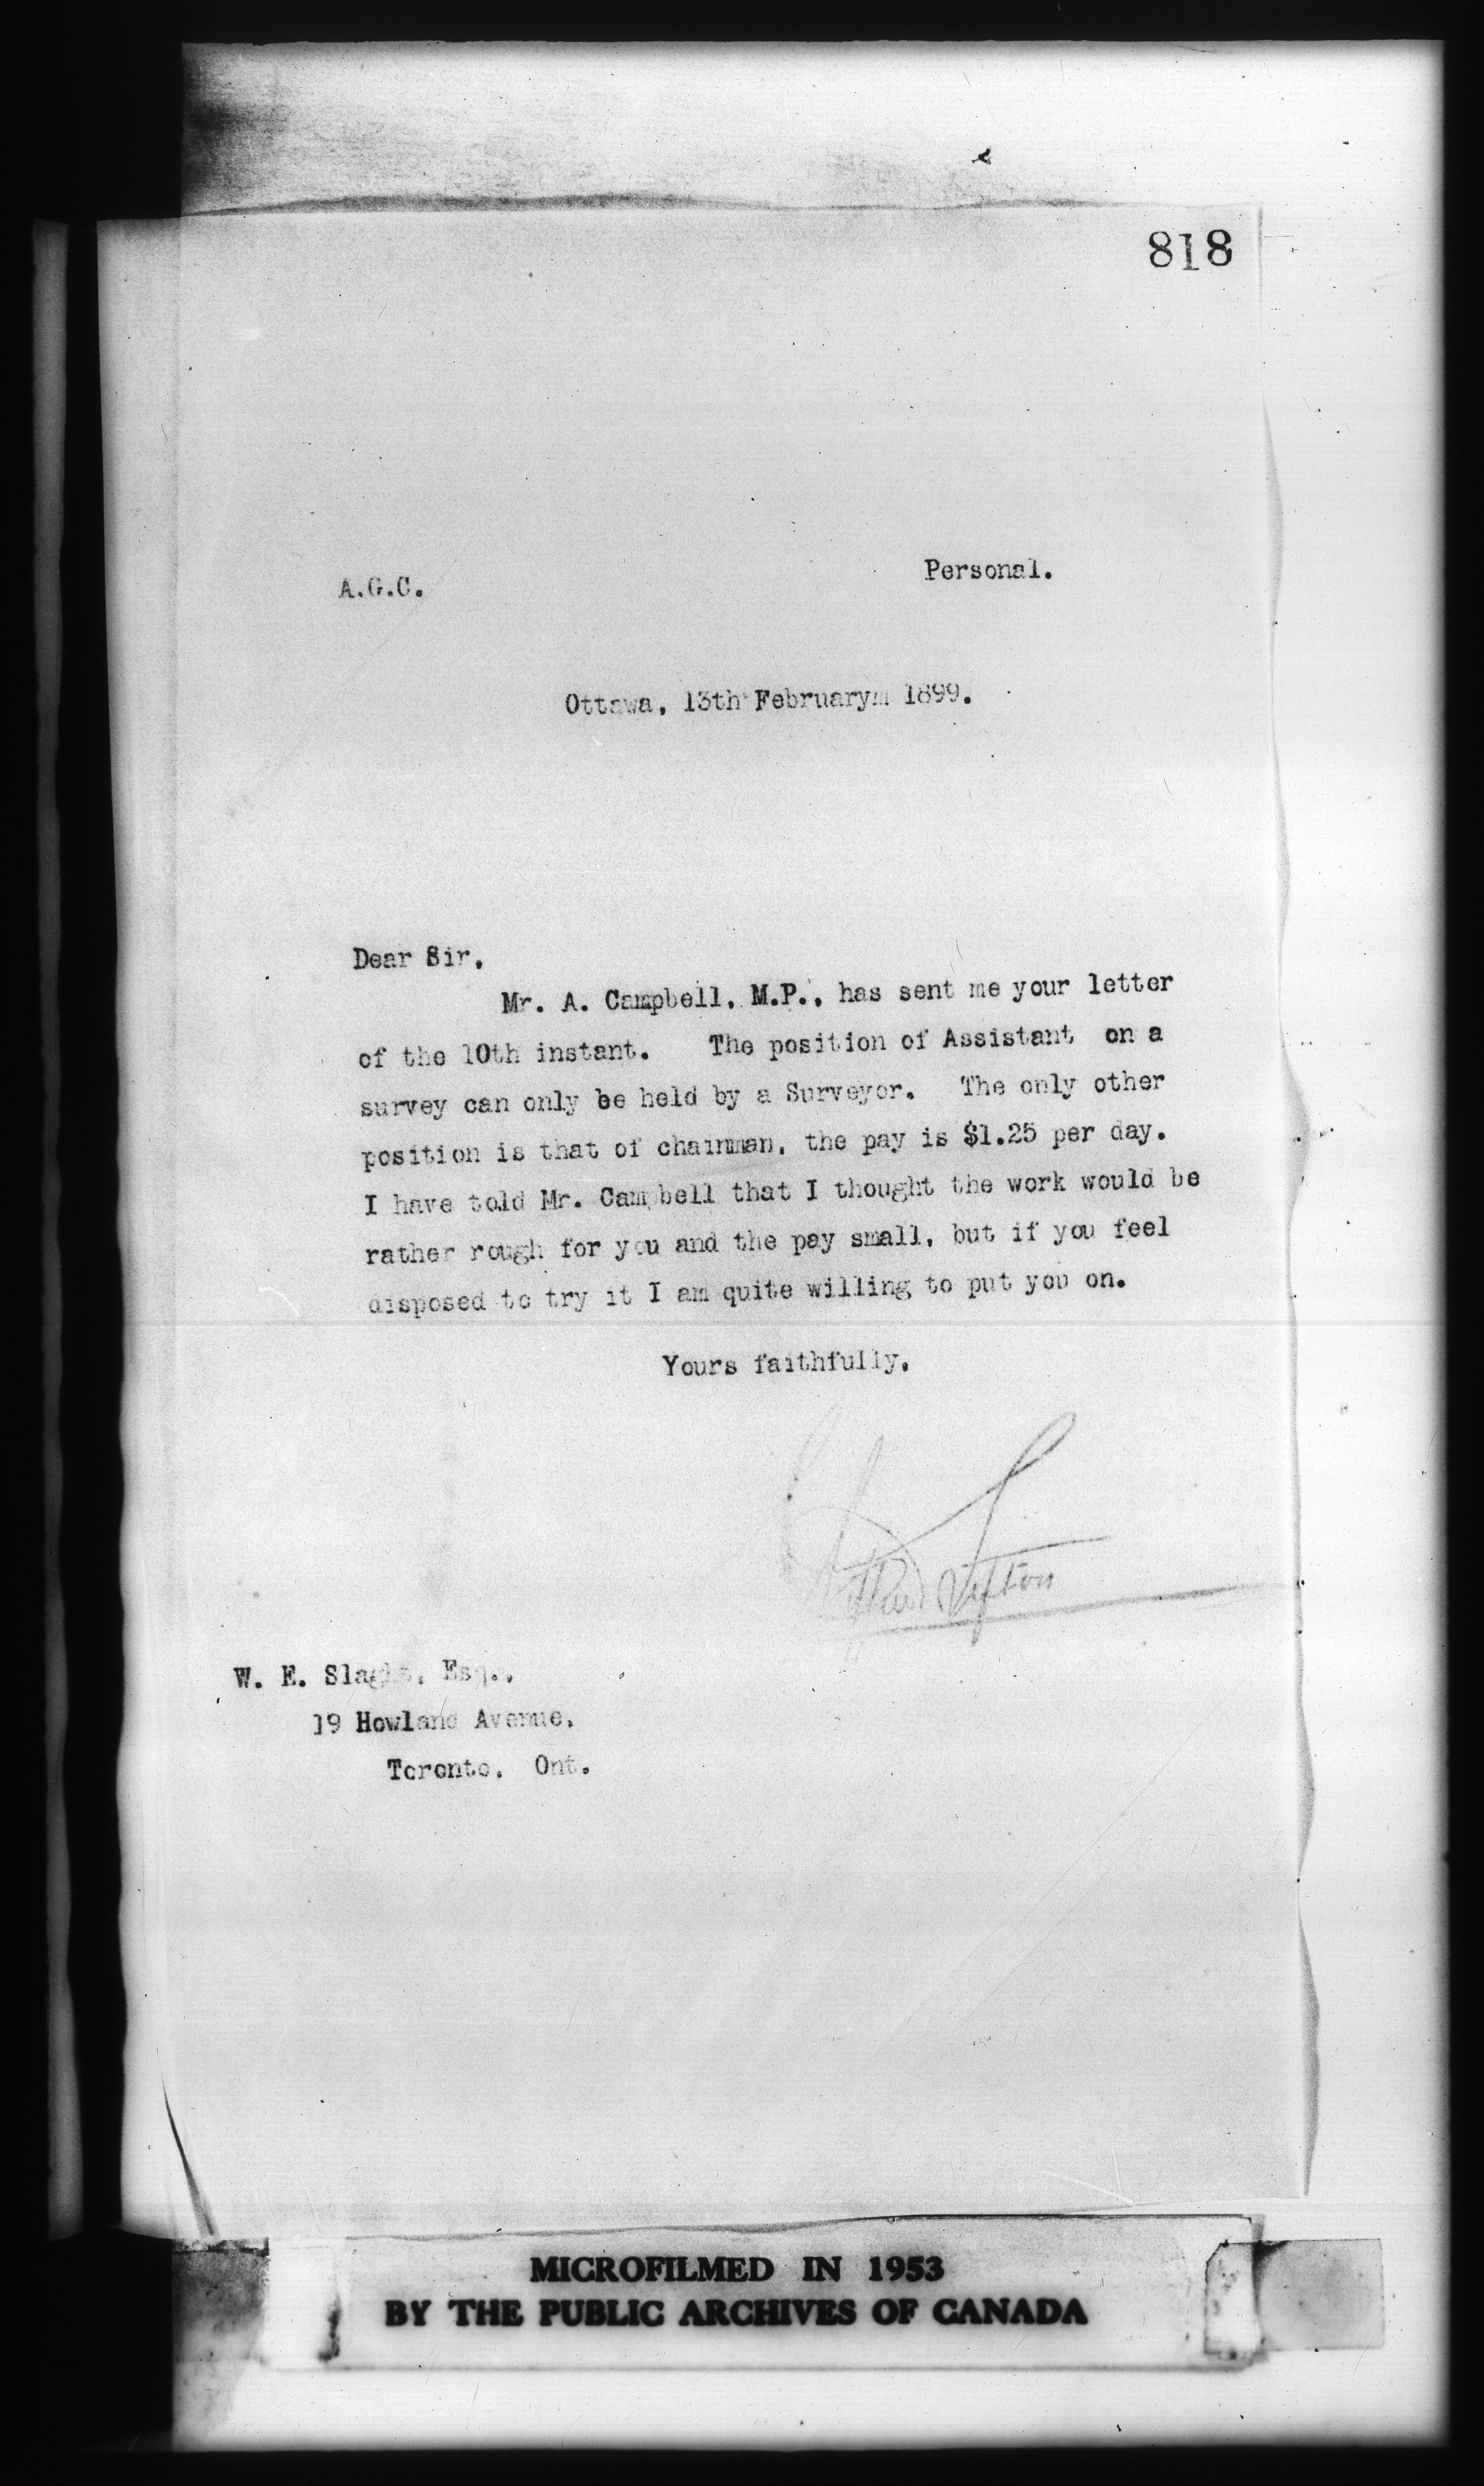 818
Personal.
A.G.C.
Ottawa, 13th February, 1899.
Dear Sir,
Mr. A. Campbell, M.P., has sent me your letter
of the 10th instant. The position of Assistant on a
survey can only be held by a Surveyor. The only other
position is that of chainman, the pay is $1.25 per day.
I have told Mr. Campbell that I thought the work would be
rather rough for you and the pay small, but if you feel
disposed to try it I am quite willing to put you on.
Yours faithfully,
Clifford Sifton
W. E. Slaght, Esq.,
19 Howland Avenue,
Toronto, Ont.
MICROFILMED IN 1953
BY THE PUBLIC ARCHIVES OF CANADA